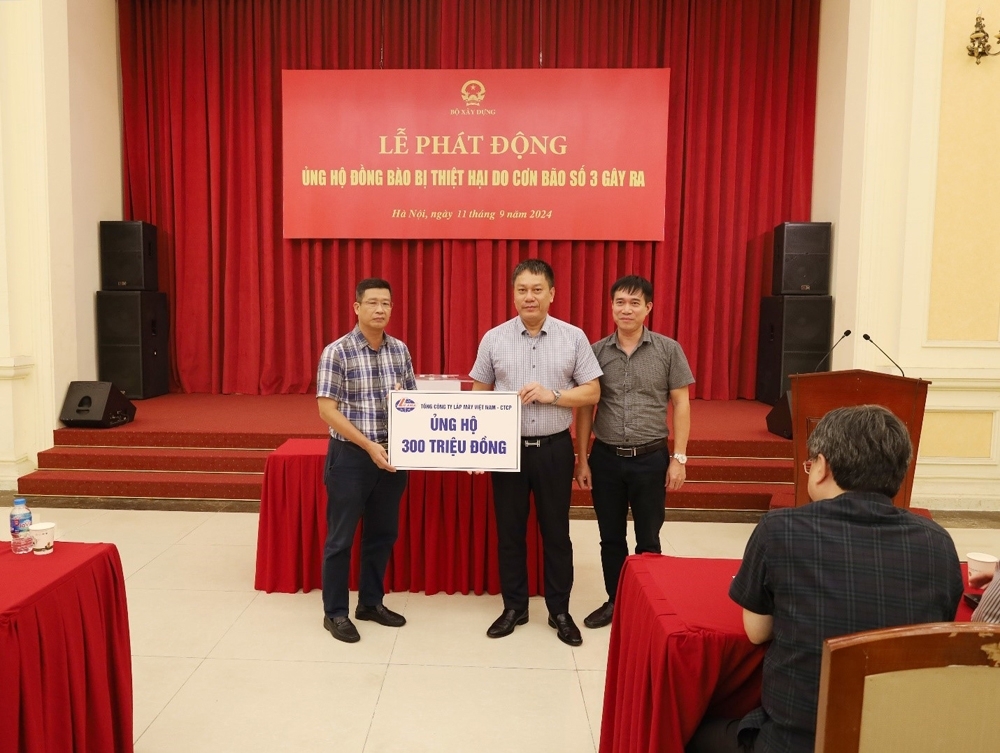 BỘ XÂY DỰNG
LỄ PHÁT ĐỘNG
ỦNG HỘ ĐỒNG BÀO BỊ THIỆT HẠI DO CƠN BÃO SỐ 3 GÂY RA
Hà Nội, ngày 11 tháng 9 năm 2024
TỔNG CÔNG TY LẮP MÁY VIỆT NAM - CTCP
ỦNG HỘ
300 TRIỆU ĐỒNG